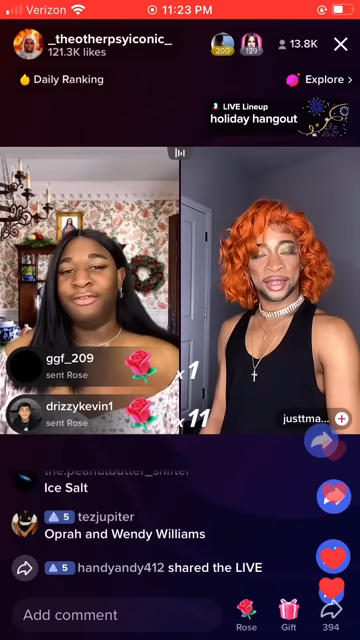 Verizon
11:23 PM
_theotherpsyiconic_
121.3K likes
200
199
13.8K
Daily Ranking
Explore >
LIVE Lineup
holiday hangout
ggf_209
sent Rose
x1
drizzykevin1
sent Rose
x11
justtma...
the.peanutbutter_shifter
Ice Salt
5 tezjupiter
Oprah and Wendy Williams
5 handyandy412 shared the LIVE
Add comment
Rose
Gift
394